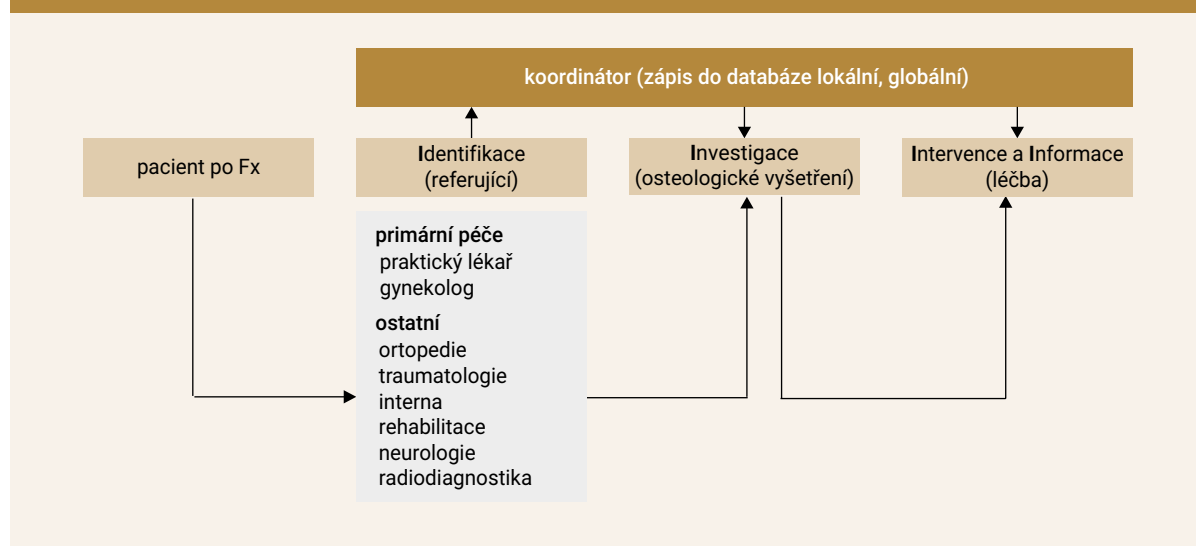 koordinátor (zápis do databáze lokální, globální)
pacient po Fx
Identifikace
(referující)
Investigace
(osteologické vyšetření)
Intervence a Informace
(léčba)
primární péče
praktický lékař
gynekolog
ostatní
ortopedie
traumatologie
interna
rehabilitace
neurologie
radiodiagnostika